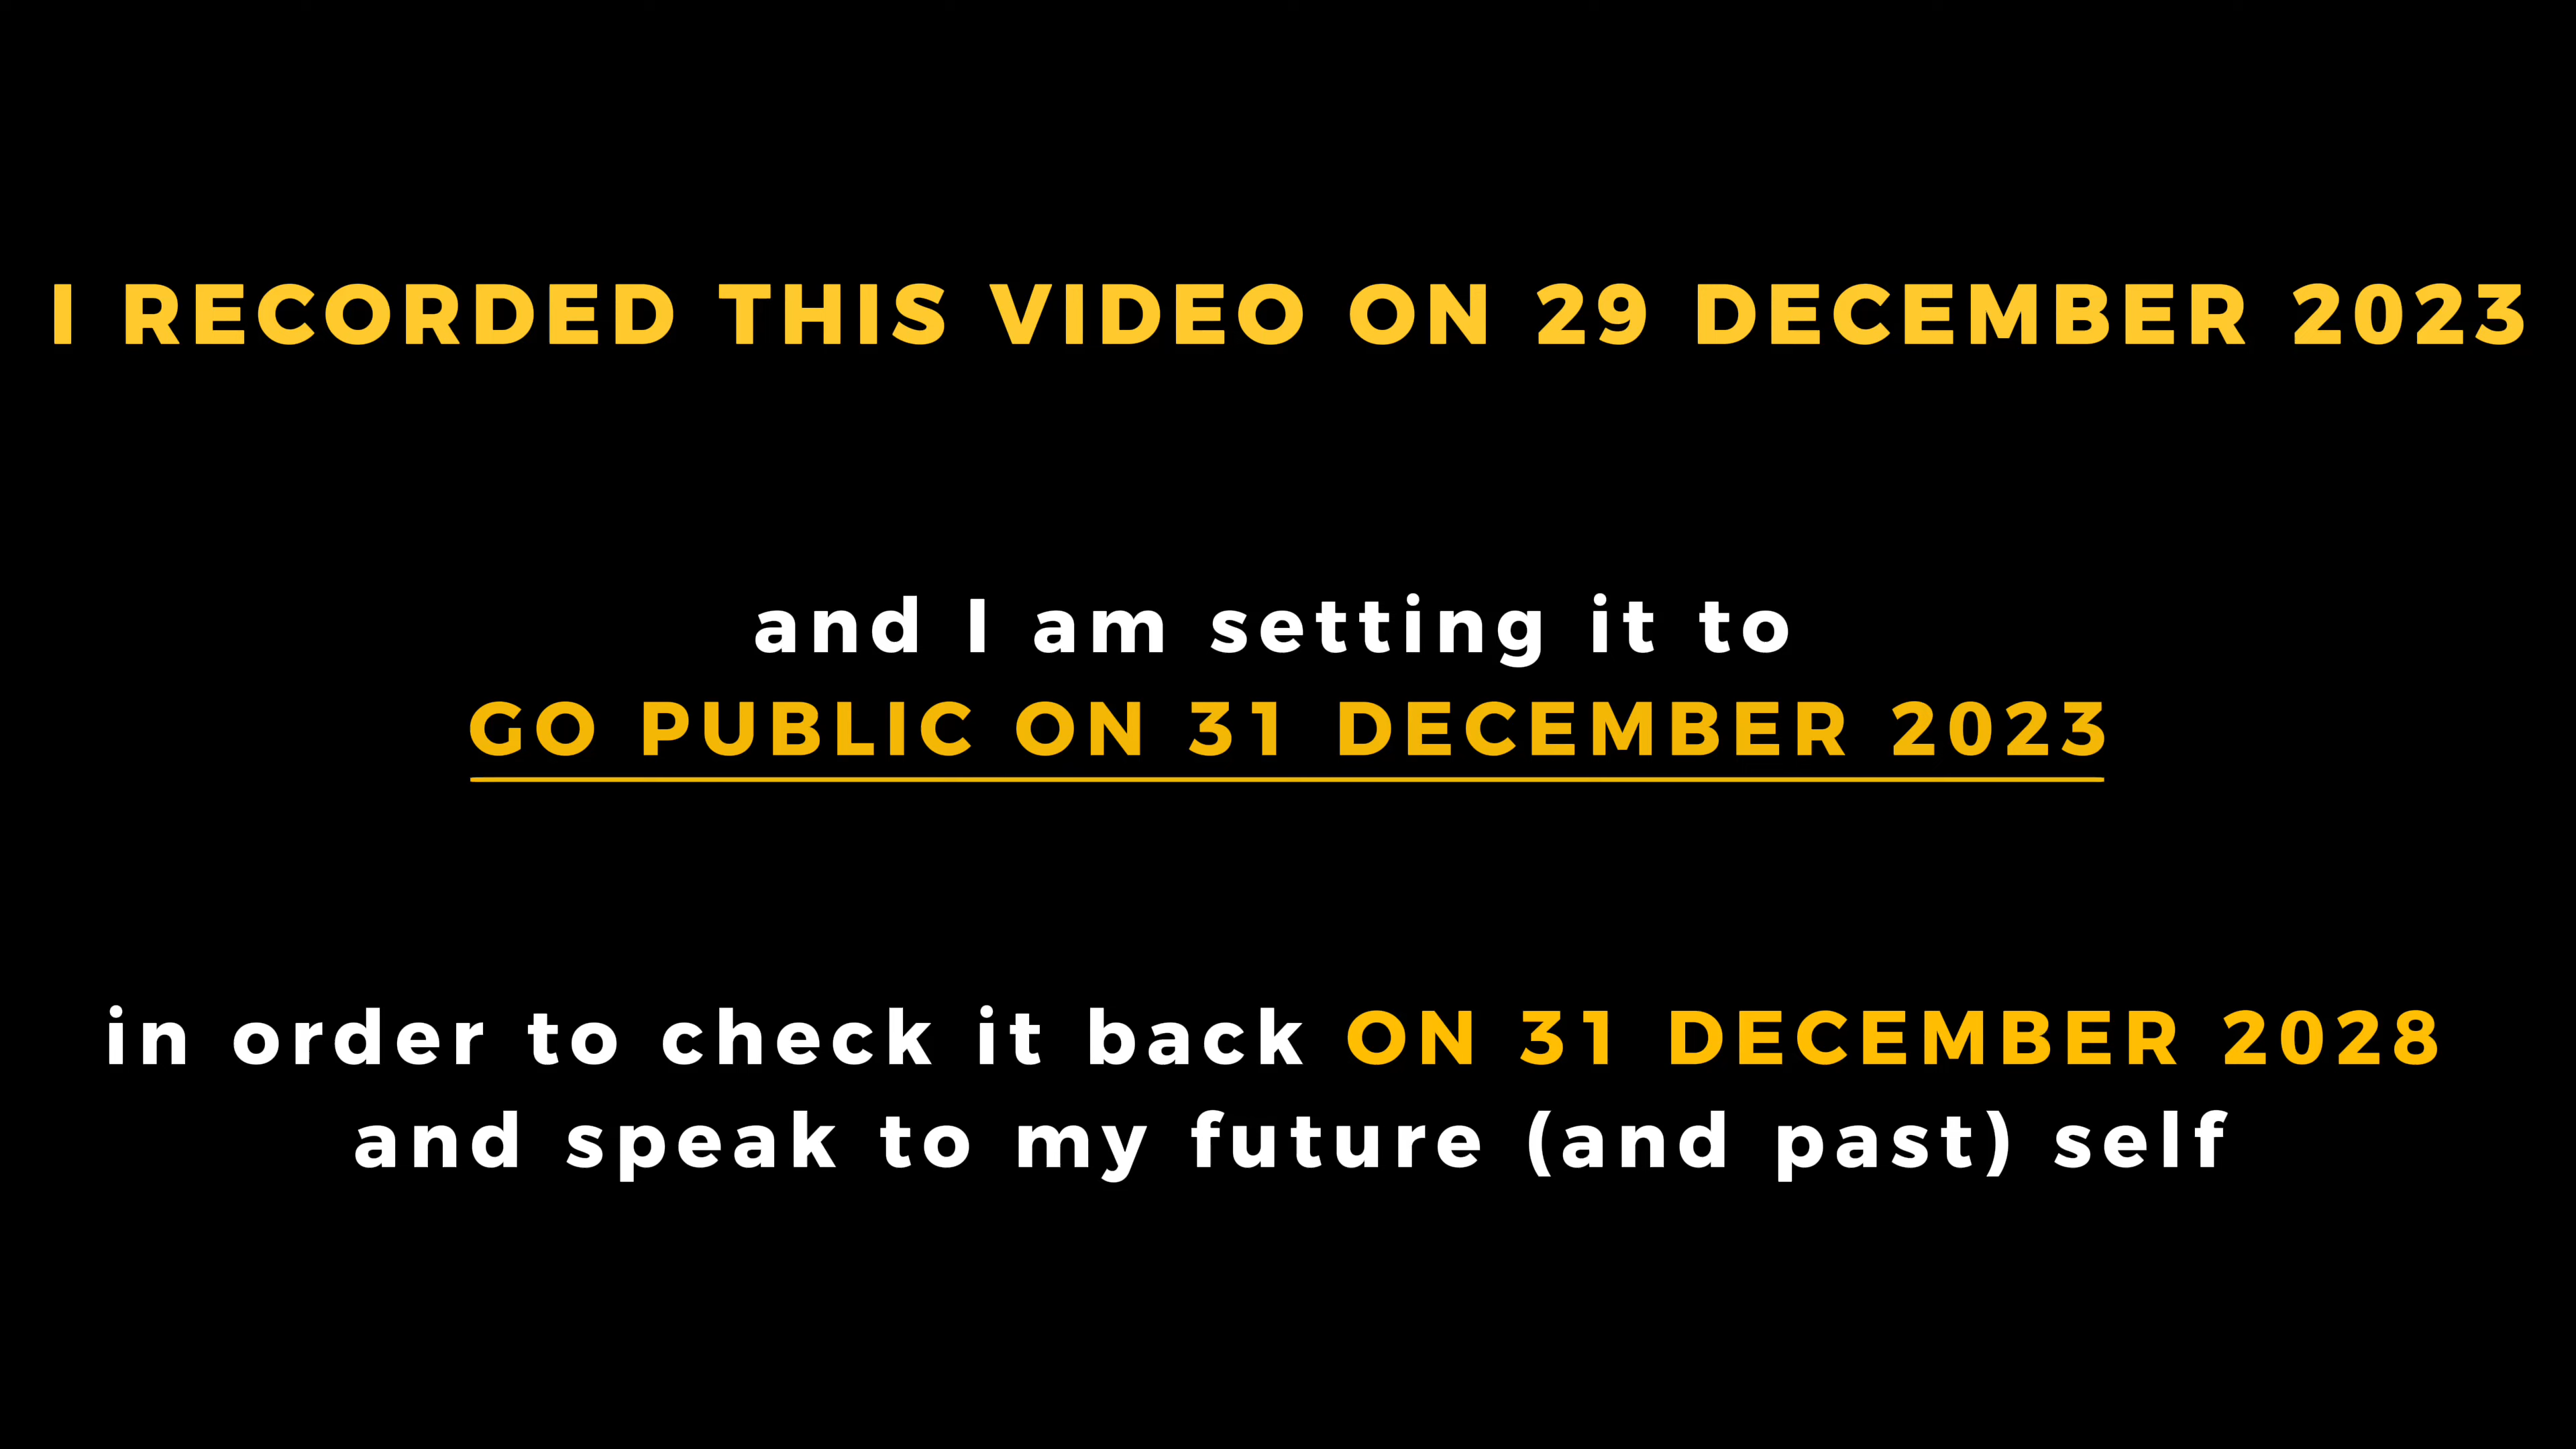 I RECORDED THIS VIDEO ON 29 DECEMBER 2023
and I am setting it to
GO PUBLIC ON 31 DECEMBER 2023
in order to check it back ON 31 DECEMBER 2028
and speak to my future (and past) self